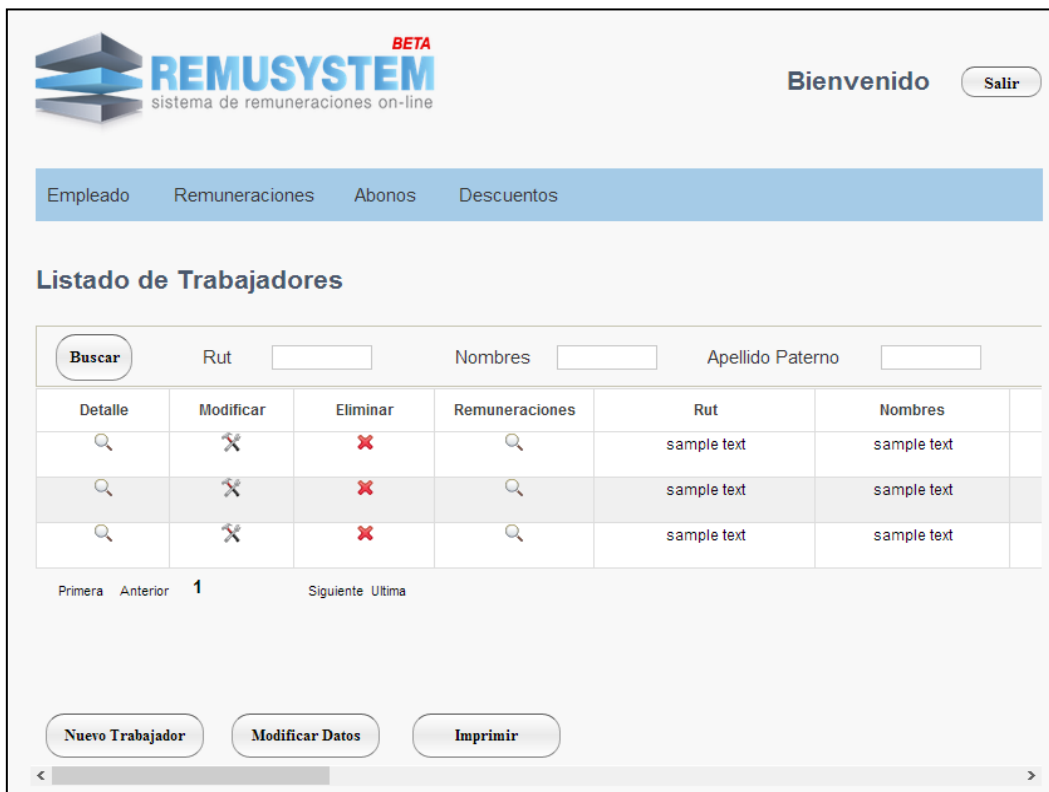 BETA
REMUSYSTEM
sistema de remuneraciones on-line
Bienvenido Salir
Empleado Remuneraciones Abonos Descuentos
Listado de Trabajadores
Buscar Rut Nombres Apellido Paterno
Detalle Modificar Eliminar Remuneraciones Rut Nombres
sample text sample text
sample text sample text
sample text sample text
Primera Anterior 1 Siguiente Ultima
Nuevo Trabajador Modificar Datos Imprimir